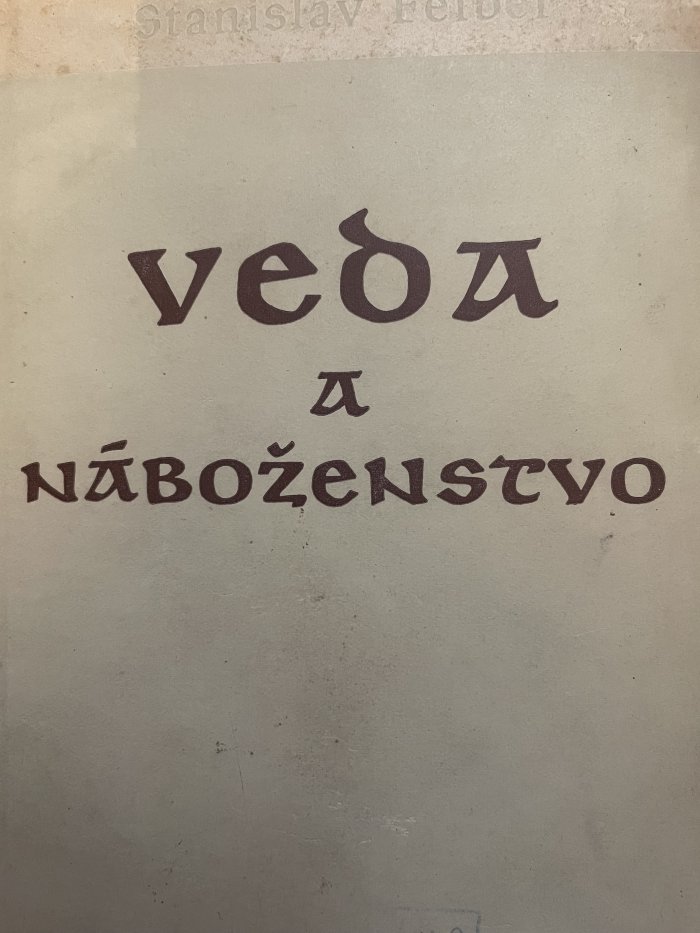 Stanislav Felber
VEDA
A
NÁBOŽENSTVO